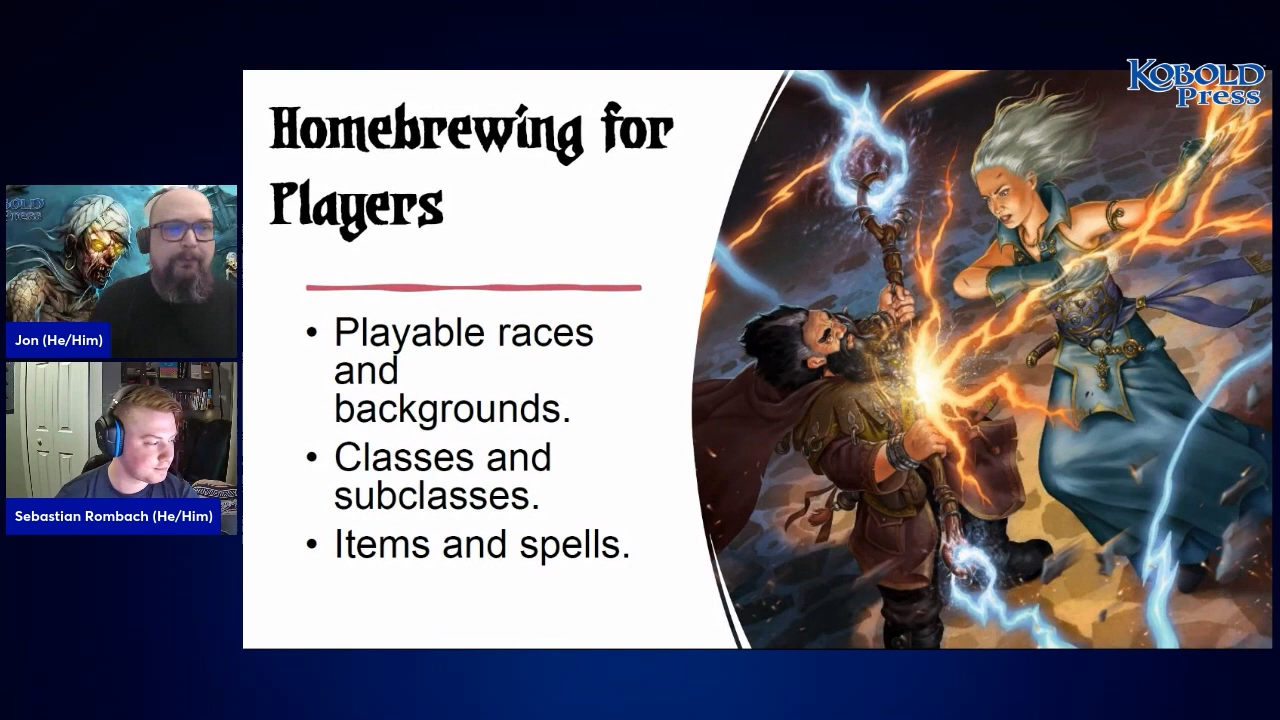 KOBOLD
Press
Homebrewing for
Players
• Playable races
and
backgrounds.
• Classes and
subclasses.
• Items and spells.
Jon (He/Him)
Sebastian Rombach (He/Him)